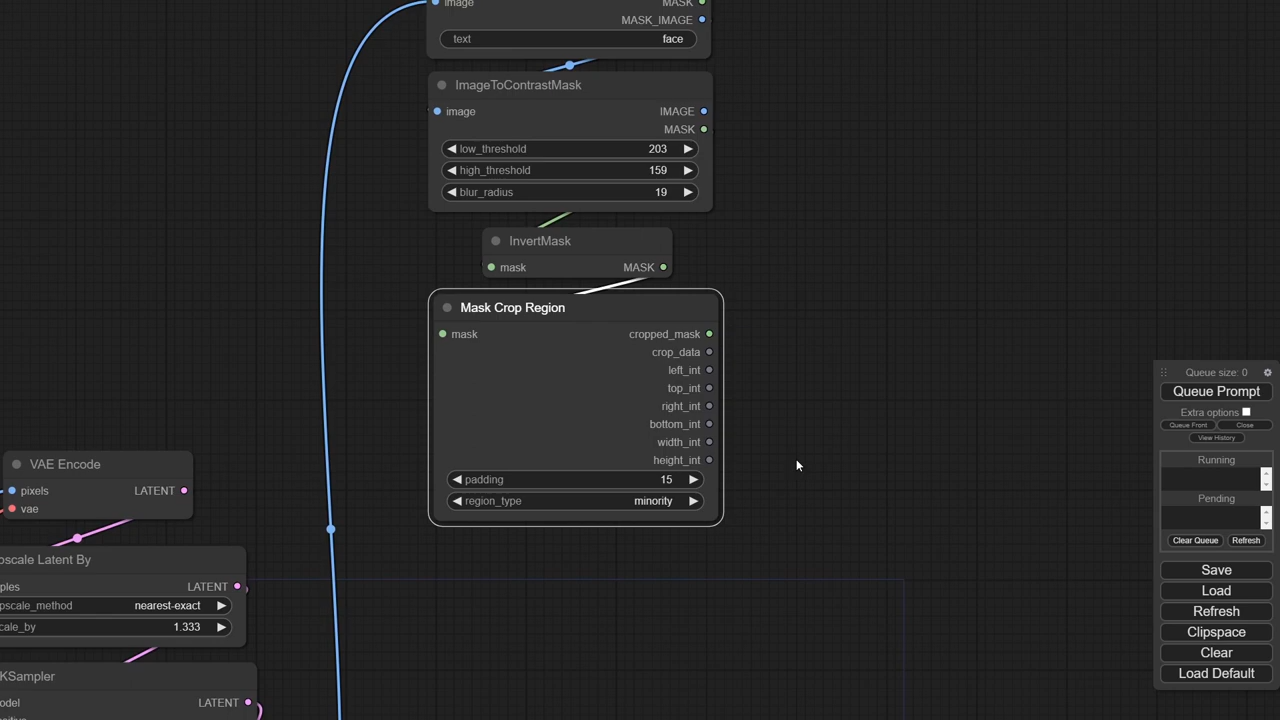 image MASK
MASK_IMAGE
text face
ImageToContrastMask
image IMAGE
MASK
low_threshold 203
high_threshold 159
blur_radius 19
InvertMask
mask MASK
Mask Crop Region
mask cropped_mask
crop_data
left_int
top_int
right_int
bottom_int
width_int
height_int
padding 15
region_type minority
VAE Encode
pixels LATENT
vae
pscale Latent By
ples LATENT
pscale_method nearest-exact
cale_by 1.333
KSampler
odel LATENT
Queue size: 0
Queue Prompt
Extra options
Queue Front Close
View History
Running
Pending
Clear Queue Refresh
Save
Load
Refresh
Clipspace
Clear
Load Default